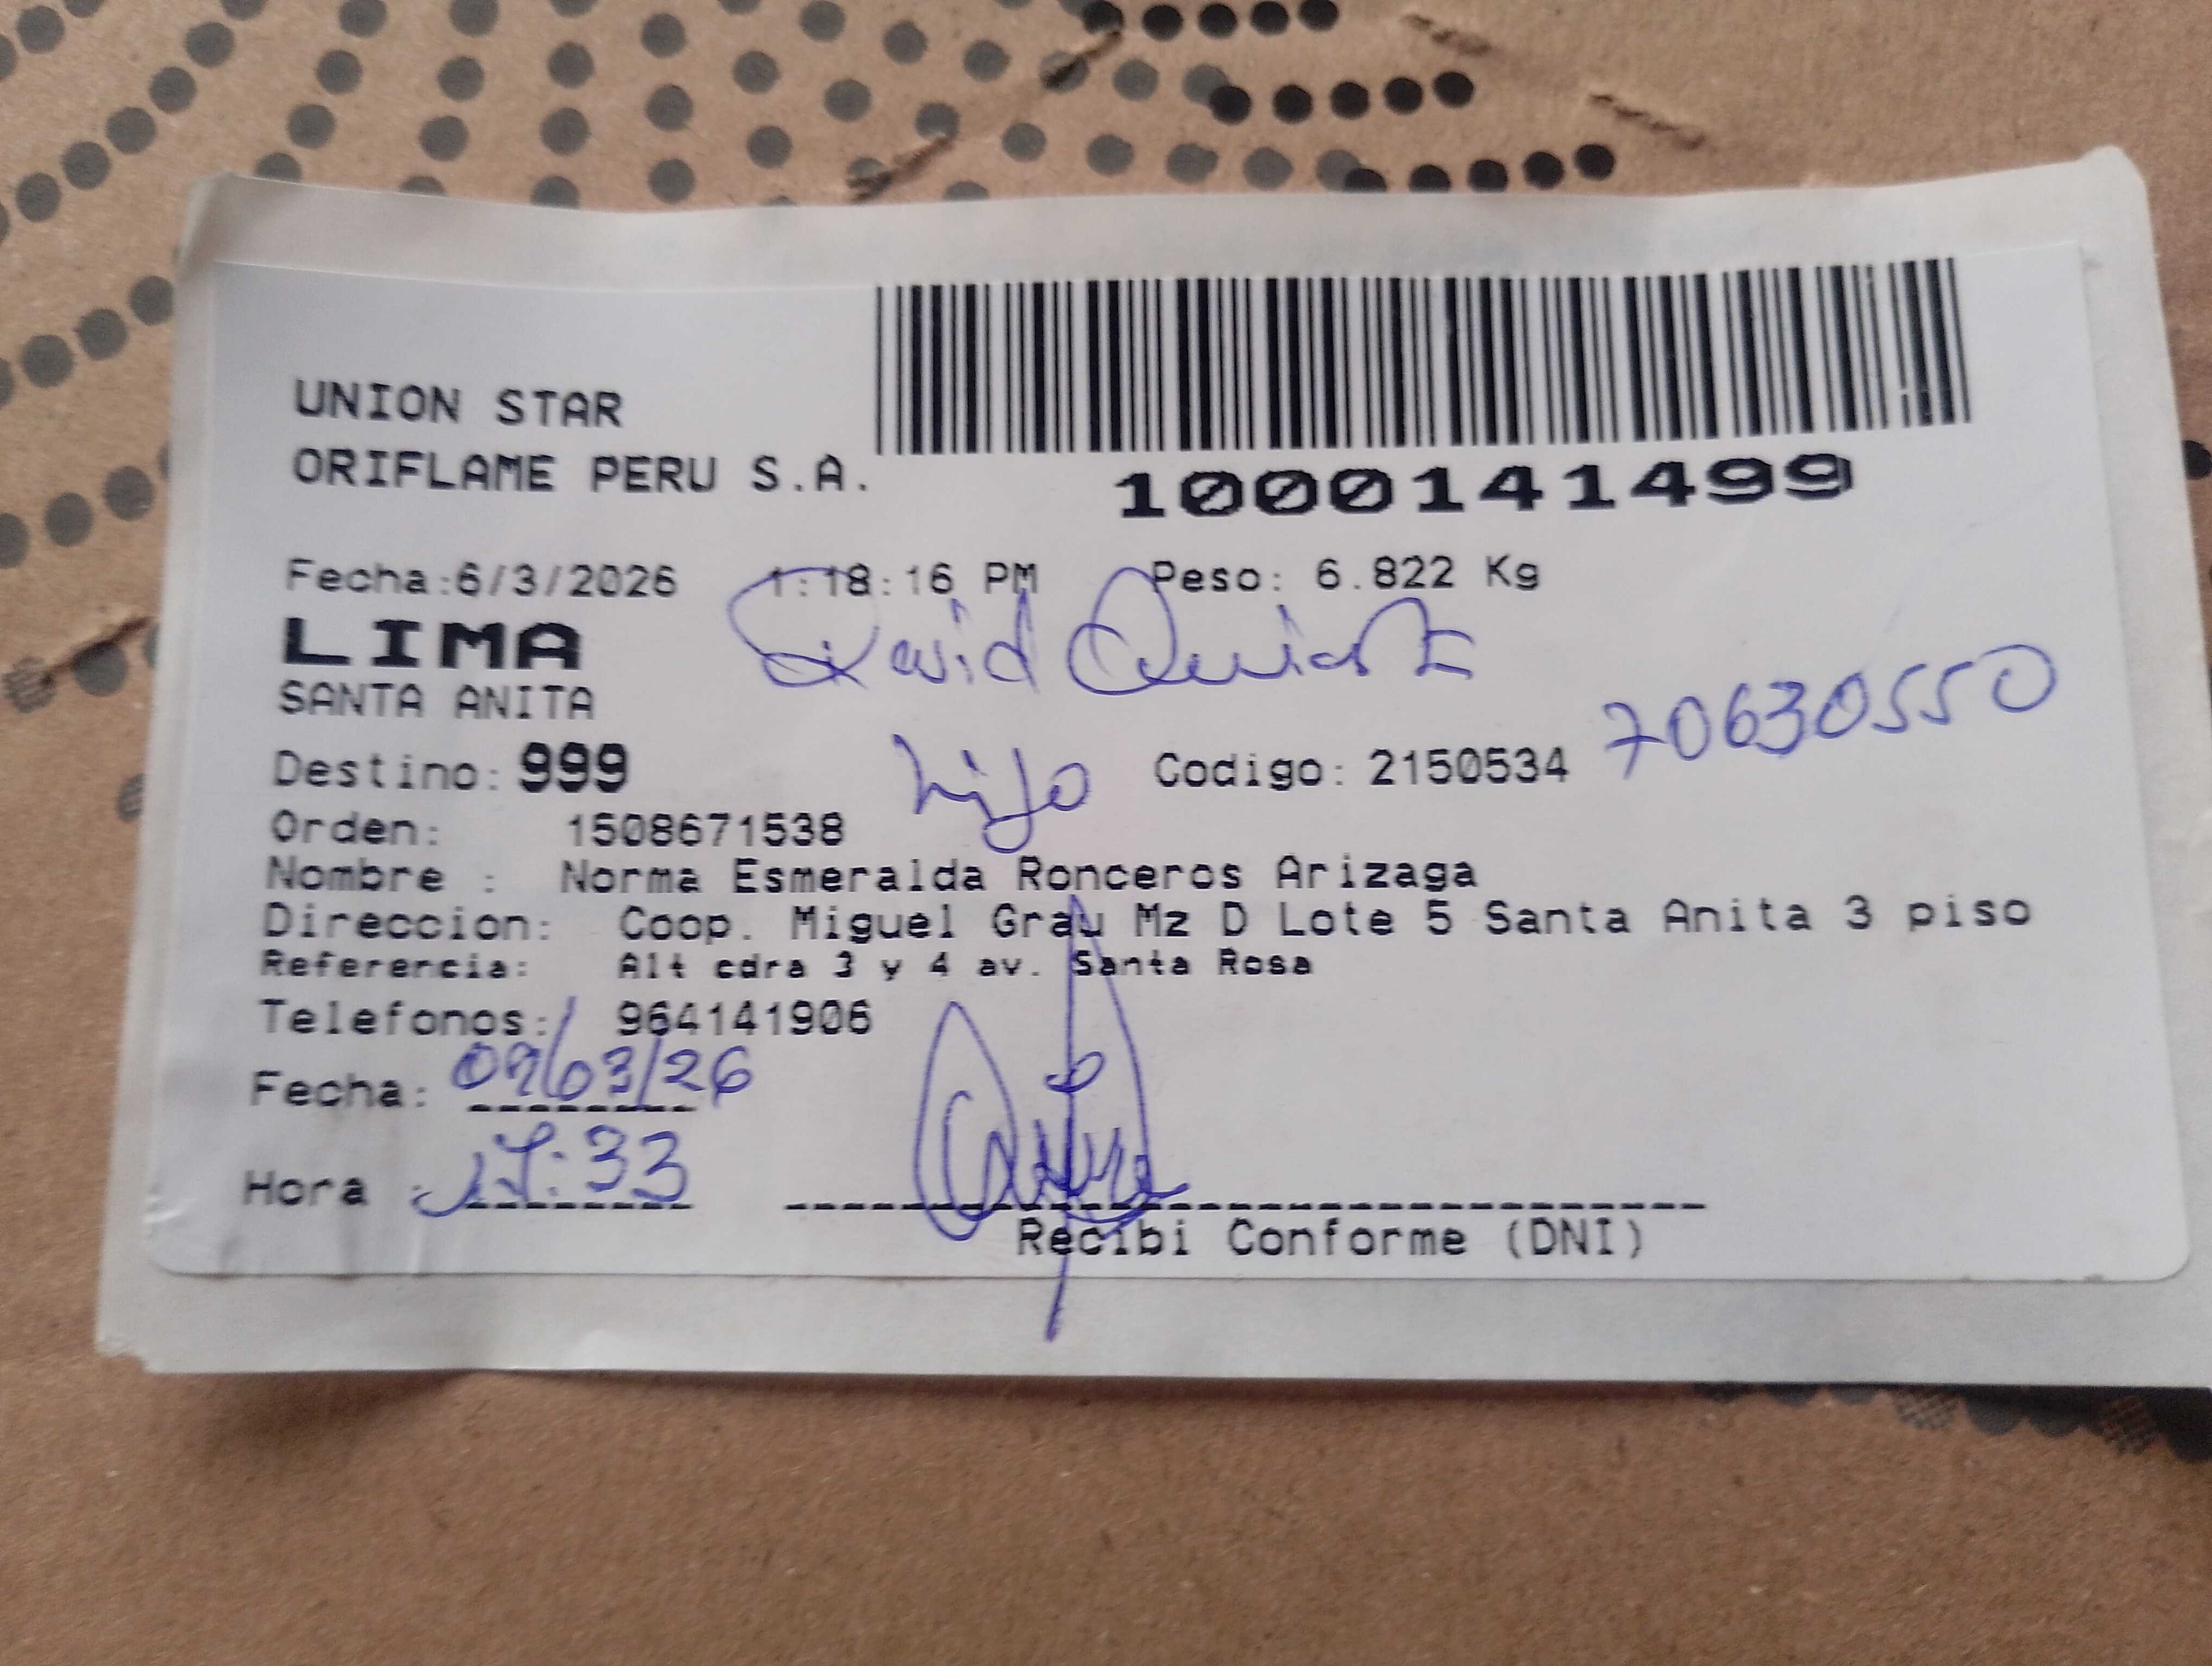 UNION STAR
ORIFLAME PERU S.A.
1000141499
Fecha:6/3/2026 1:18:16 PM Peso: 6.822 Kg
LIMA
David
SANTA ANITA
70630550
Destino: 999 hijo Codigo: 2150534
Orden: 1508671538
Nombre : Norma Esmeralda Ronceros Arizaga
Direccion: Coop. Miguel Grau Mz D Lote 5 Santa Anita 3 piso
Referencia: Alt cdra 3 y 4 av. Santa Rosa
Telefonos: 964141906
Fecha: 09/03/26
Hora : 17:33
Recibi Conforme (DNI)